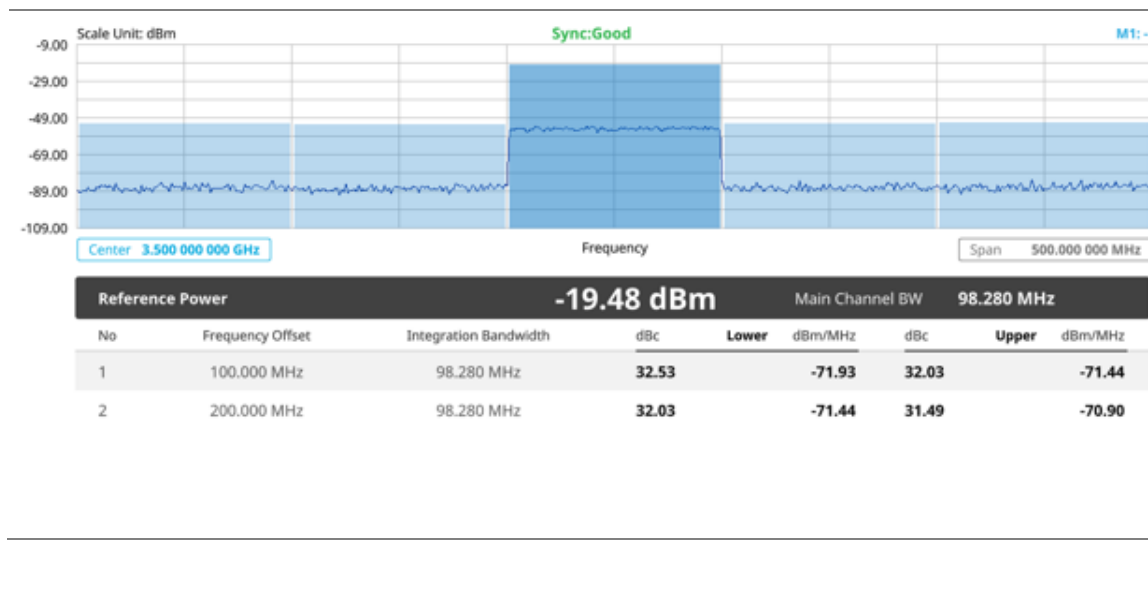 Scale Unit: dBm Sync:Good M1: -
-9.00
-29.00
-49.00
-69.00
-89.00
-109.00
Center 3.500 000 000 GHz Frequency Span 500.000 000 MHz
Reference Power -19.48 dBm Main Channel BW 98.280 MHz
No Frequency Offset Integration Bandwidth dBc Lower dBm/MHz dBc Upper dBm/MHz
1 100.000 MHz 98.280 MHz 32.53 -71.93 32.03 -71.44
2 200.000 MHz 98.280 MHz 32.03 -71.44 31.49 -70.90